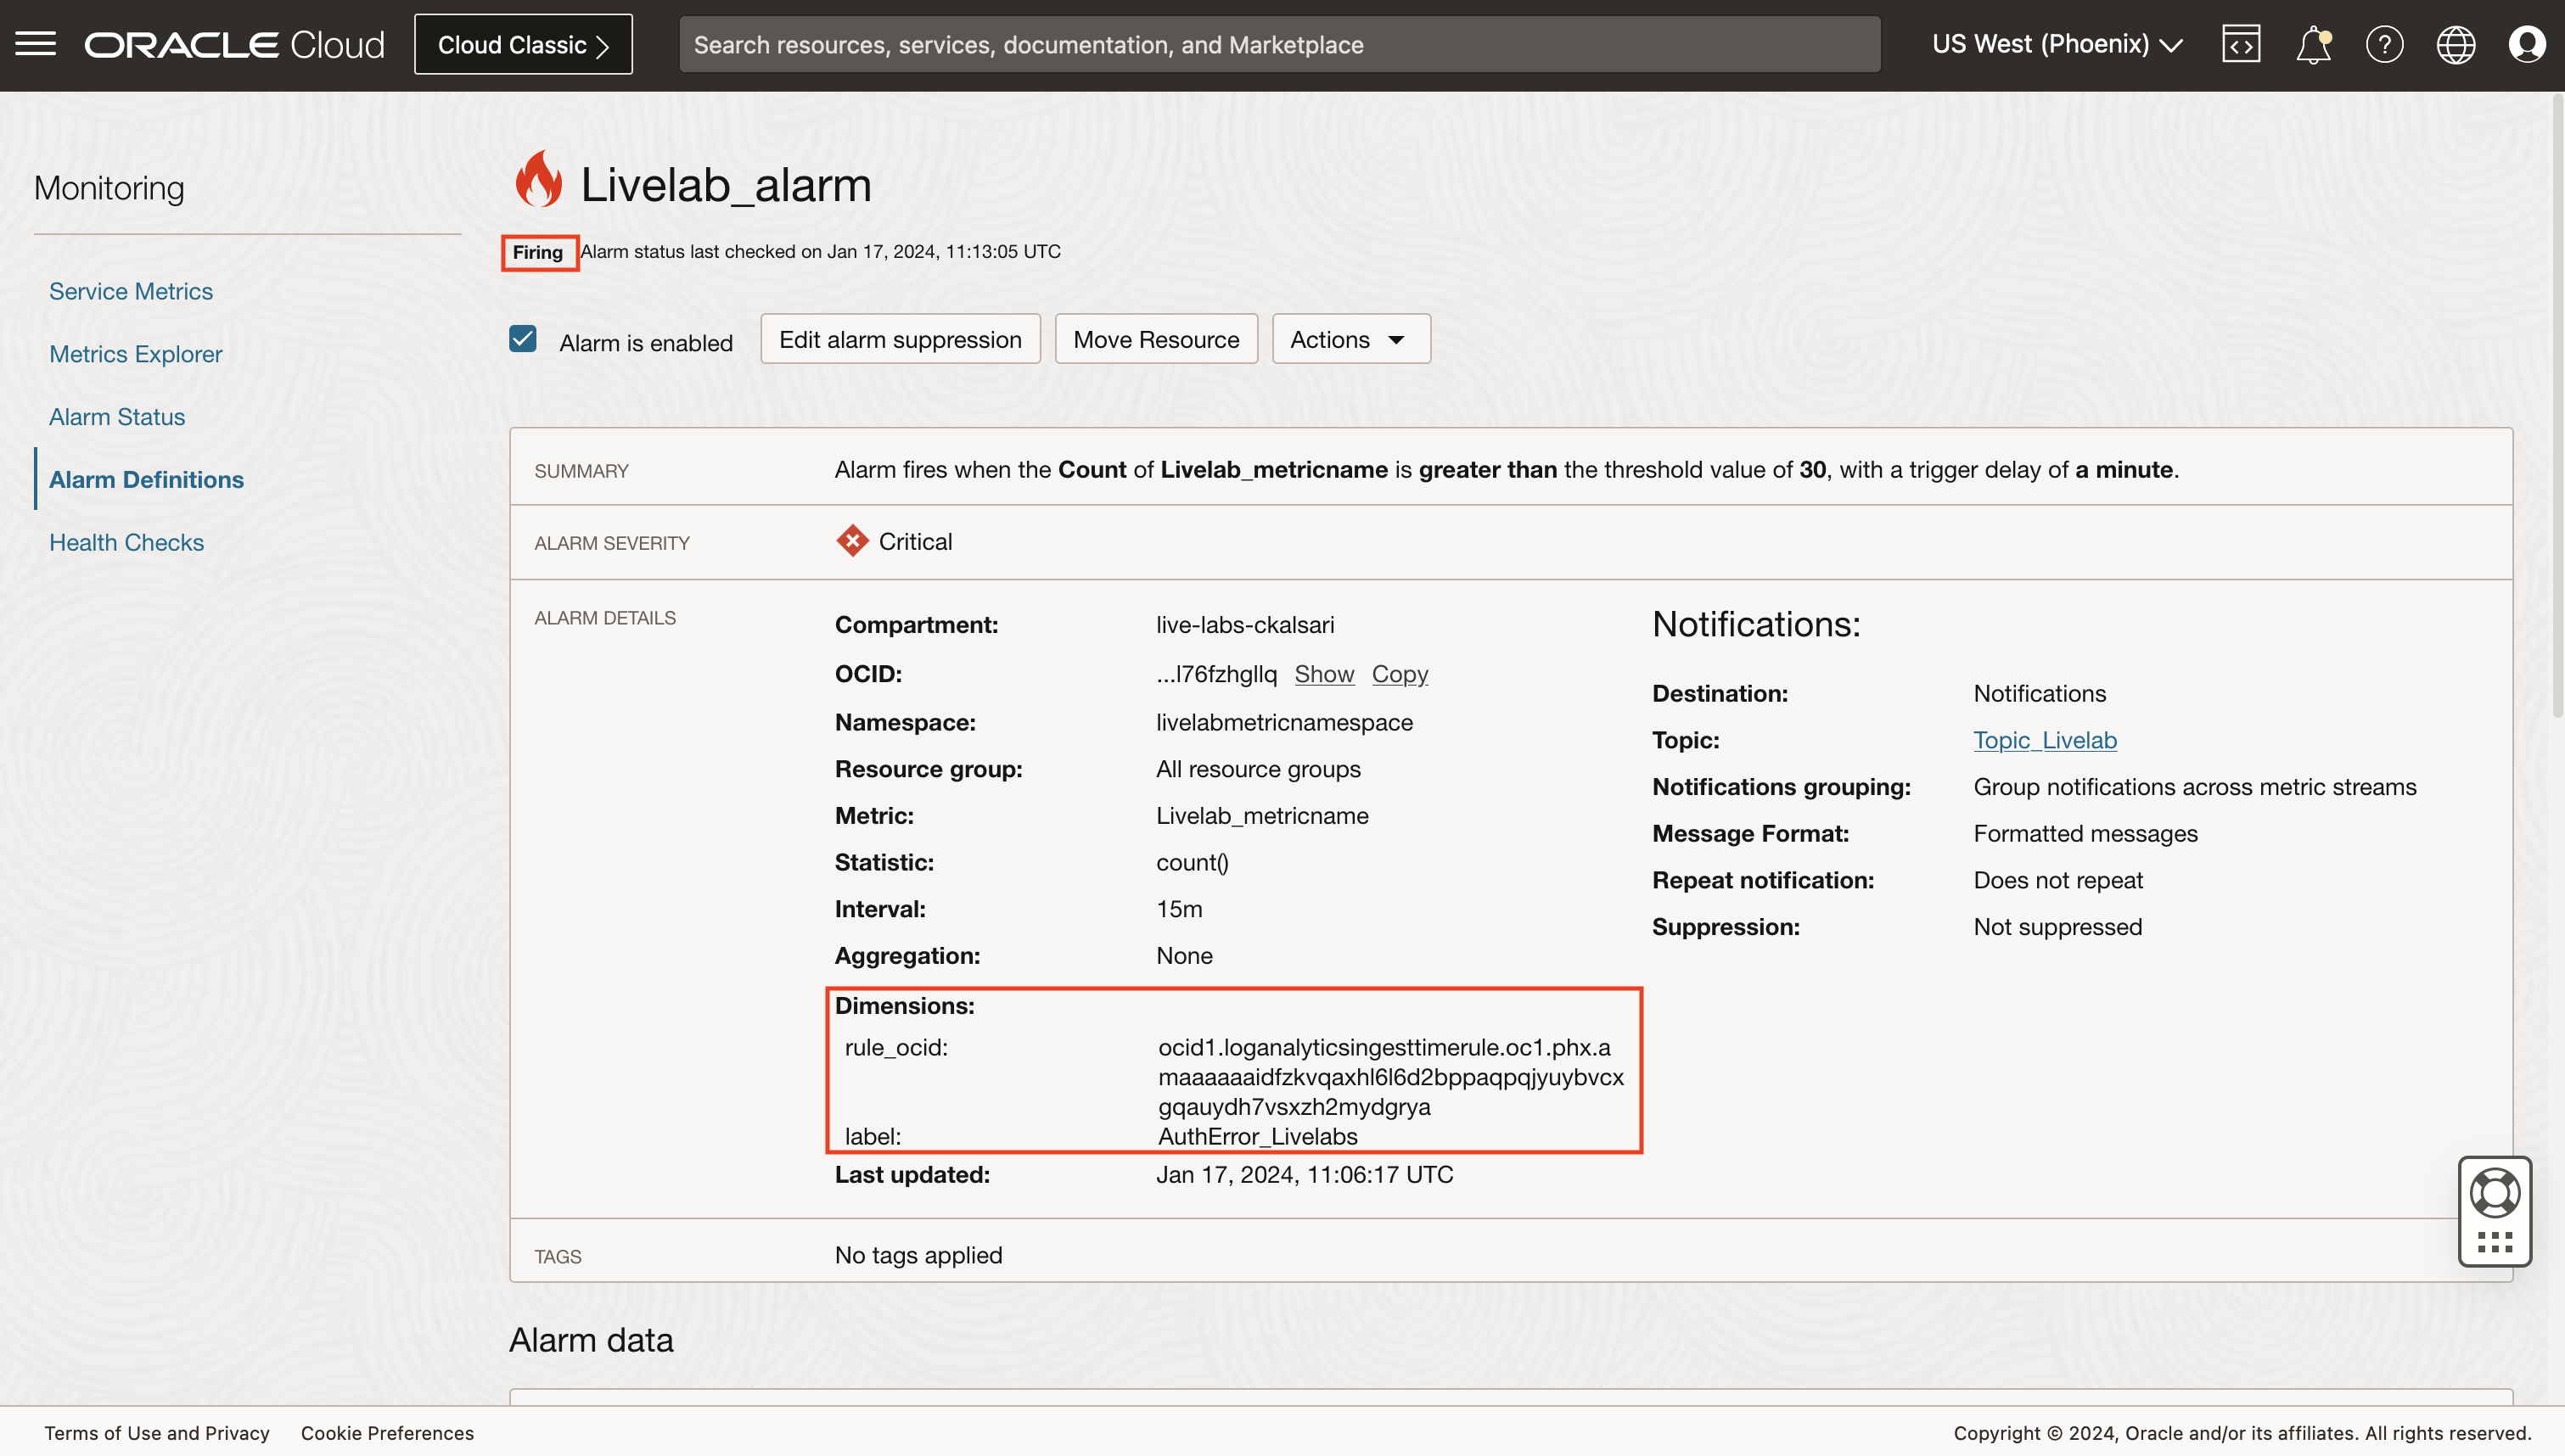 ORACLE Cloud
Cloud Classic
Search resources, services, documentation, and Marketplace
US West (Phoenix)
Monitoring
Service Metrics
Metrics Explorer
Alarm Status
Alarm Definitions
Health Checks
Livelab_alarm
Firing Alarm status last checked on Jan 17, 2024, 11:13:05 UTC
Alarm is enabled
Edit alarm suppression
Move Resource
Actions
SUMMARY
Alarm fires when the Count of Livelab_metricname is greater than the threshold value of 30, with a trigger delay of a minute.
ALARM SEVERITY
Critical
ALARM DETAILS
Compartment: live-labs-ckalsari
OCID: ...l76fzhgllq Show Copy
Namespace: livelabmetricnamespace
Resource group: All resource groups
Metric: Livelab_metricname
Statistic: count()
Interval: 15m
Aggregation: None
Dimensions:
rule_ocid: ocid1.loganalyticsingesttimerule.oc1.phx.a
maaaaaaidfzkvqaxhl6l6d2bppaqpqjyuybvcx
gqauydh7vsxzh2mydgrya
label: AuthError_Livelabs
Last updated: Jan 17, 2024, 11:06:17 UTC
Notifications:
Destination: Notifications
Topic: Topic_Livelab
Notifications grouping: Group notifications across metric streams
Message Format: Formatted messages
Repeat notification: Does not repeat
Suppression: Not suppressed
TAGS
No tags applied
Alarm data
Terms of Use and Privacy
Cookie Preferences
Copyright © 2024, Oracle and/or its affiliates. All rights reserved.